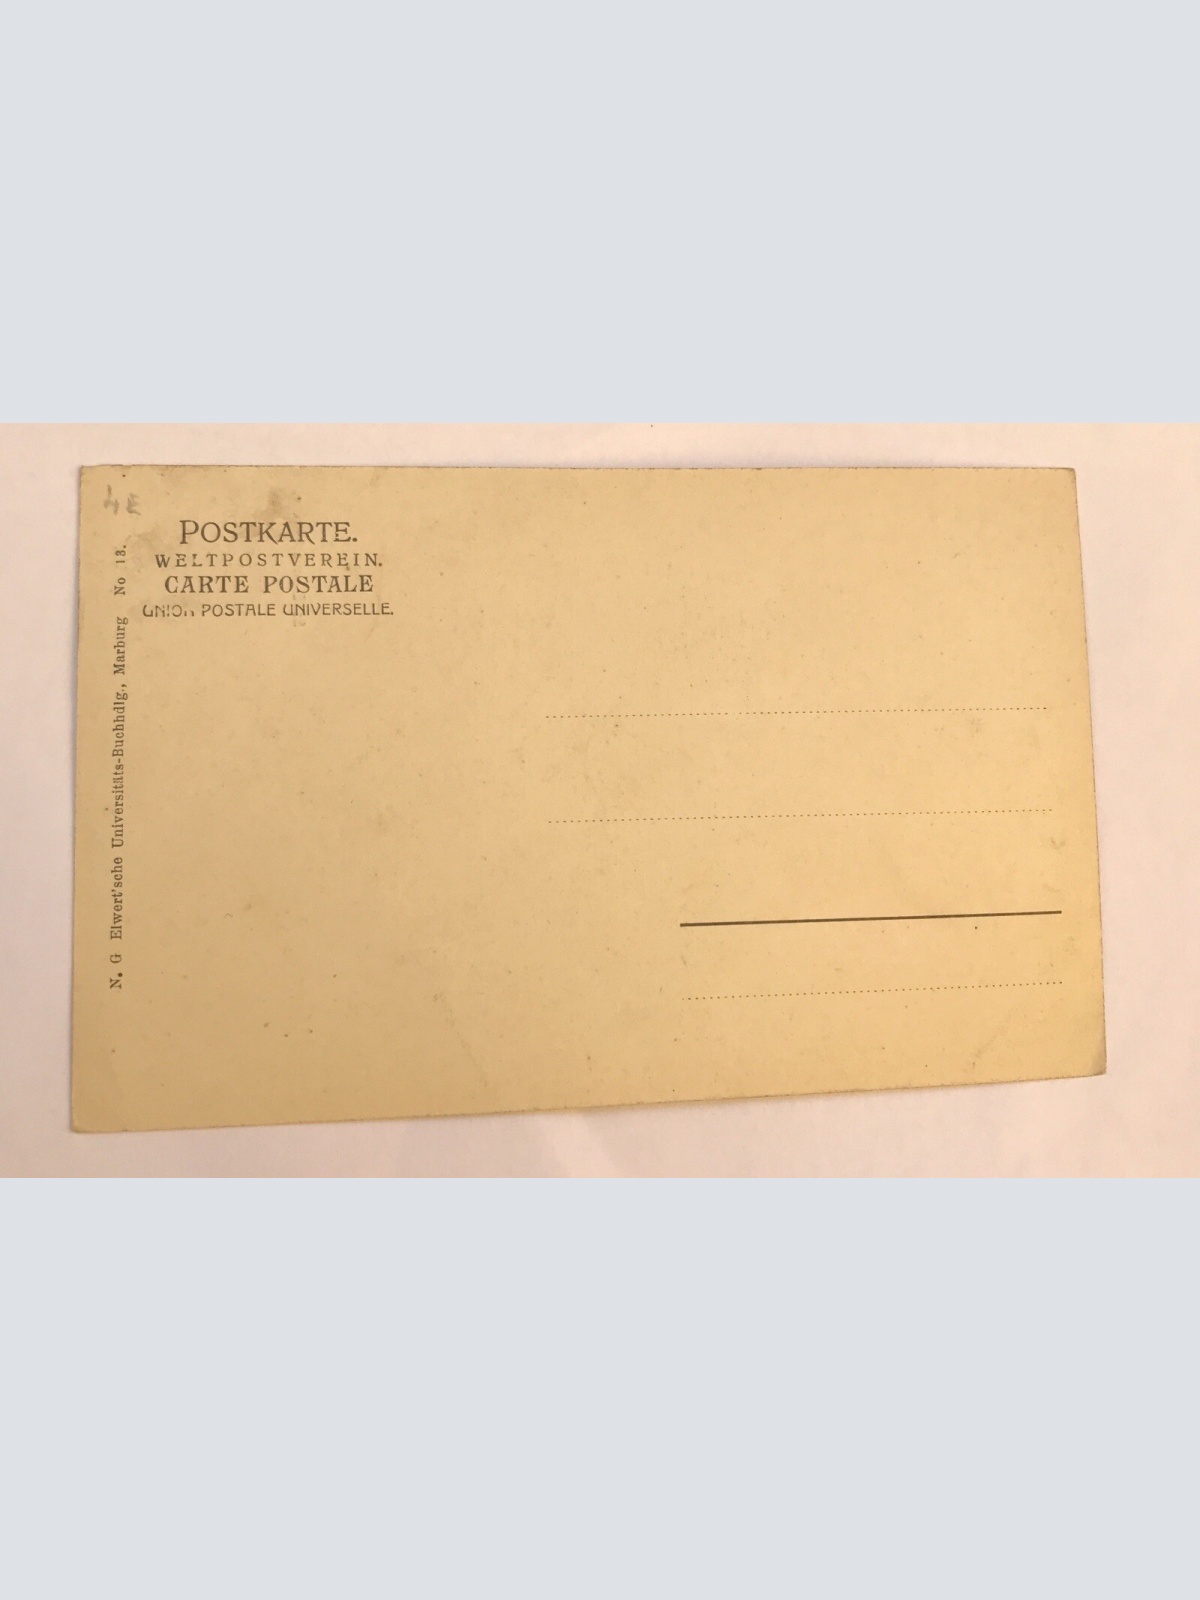 4E
POSTKARTE.
WELTPOSTVEREIN.
CARTE POSTALE
UNION POSTALE UNIVERSELLE.
N. G Elwert'sche Universitäts-Buchhdlg., Marburg No 13.